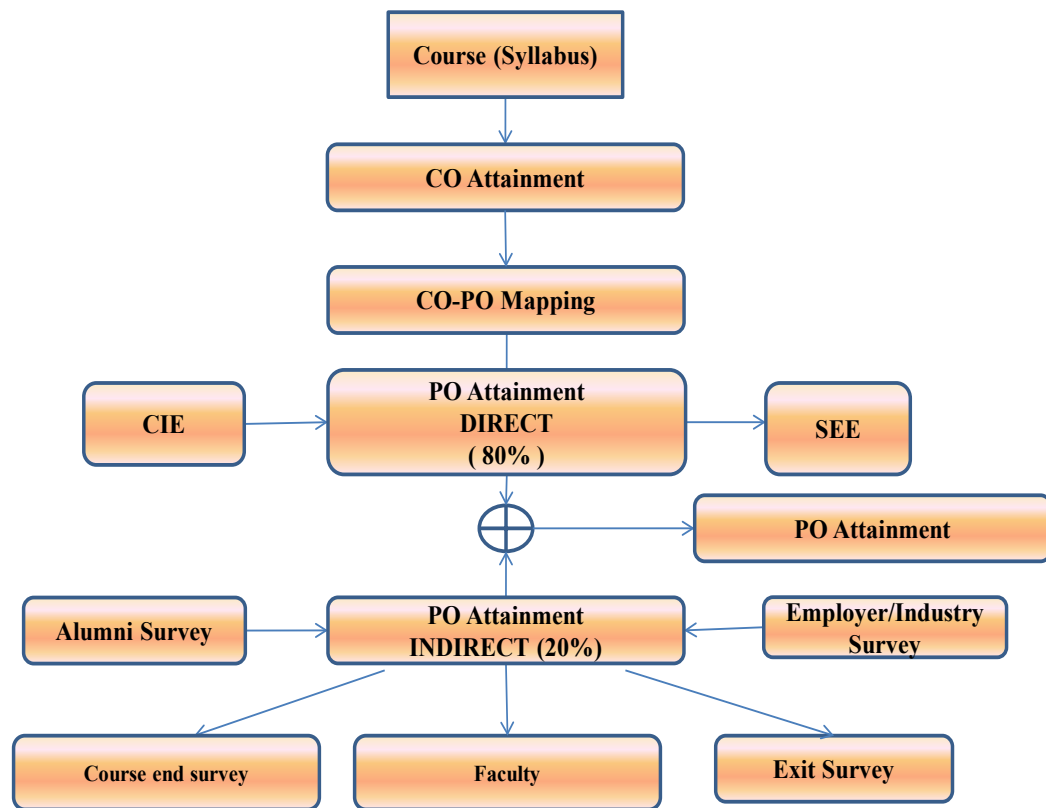 Course (Syllabus)
CO Attainment
CO-PO Mapping
PO Attainment
DIRECT
( 80% )
CIE
SEE
PO Attainment
PO Attainment
INDIRECT (20%)
Alumni Survey
Employer/Industry
Survey
Course end survey
Faculty
Exit Survey